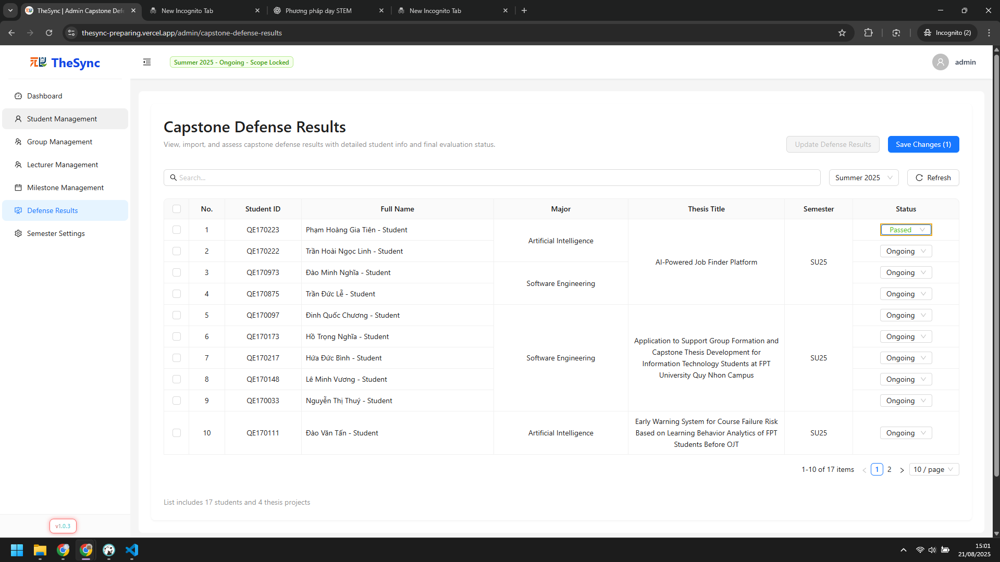 TheSync | Admin Capstone Defe
New Incognito Tab
Phương pháp dạy STEM
New Incognito Tab
thesync-preparing.vercel.app/admin/capstone-defense-results
Incognito (2)
TheSync
Summer 2025 - Ongoing - Scope Locked
admin
Dashboard
Student Management
Group Management
Lecturer Management
Milestone Management
Defense Results
Semester Settings
v1.0.3
Capstone Defense Results
View, import, and assess capstone defense results with detailed student info and final evaluation status.
Update Defense Results
Save Changes (1)
Search...
Summer 2025
Refresh
No. Student ID Full Name Major Thesis Title Semester Status
1 QE170223 Phạm Hoàng Gia Tiên - Student Passed
Artificial Intelligence
2 QE170222 Trần Hoài Ngọc Linh - Student Ongoing
AI-Powered Job Finder Platform SU25
3 QE170973 Đào Minh Nghĩa - Student Ongoing
Software Engineering
4 QE170875 Trần Đức Lễ - Student Ongoing
5 QE170097 Đinh Quốc Chương - Student Ongoing
6 QE170173 Hồ Trọng Nghĩa - Student Ongoing
Application to Support Group Formation and
Capstone Thesis Development for
7 QE170217 Hứa Đức Bình - Student Software Engineering SU25 Ongoing
Information Technology Students at FPT
University Quy Nhon Campus
8 QE170148 Lê Minh Vương - Student Ongoing
9 QE170033 Nguyễn Thị Thuý - Student Ongoing
Early Warning System for Course Failure Risk
10 QE170111 Đào Văn Tấn - Student Artificial Intelligence Based on Learning Behavior Analytics of FPT SU25 Ongoing
Students Before OJT
1-10 of 17 items 1 2 10 / page
List includes 17 students and 4 thesis projects
15:01
21/08/2025